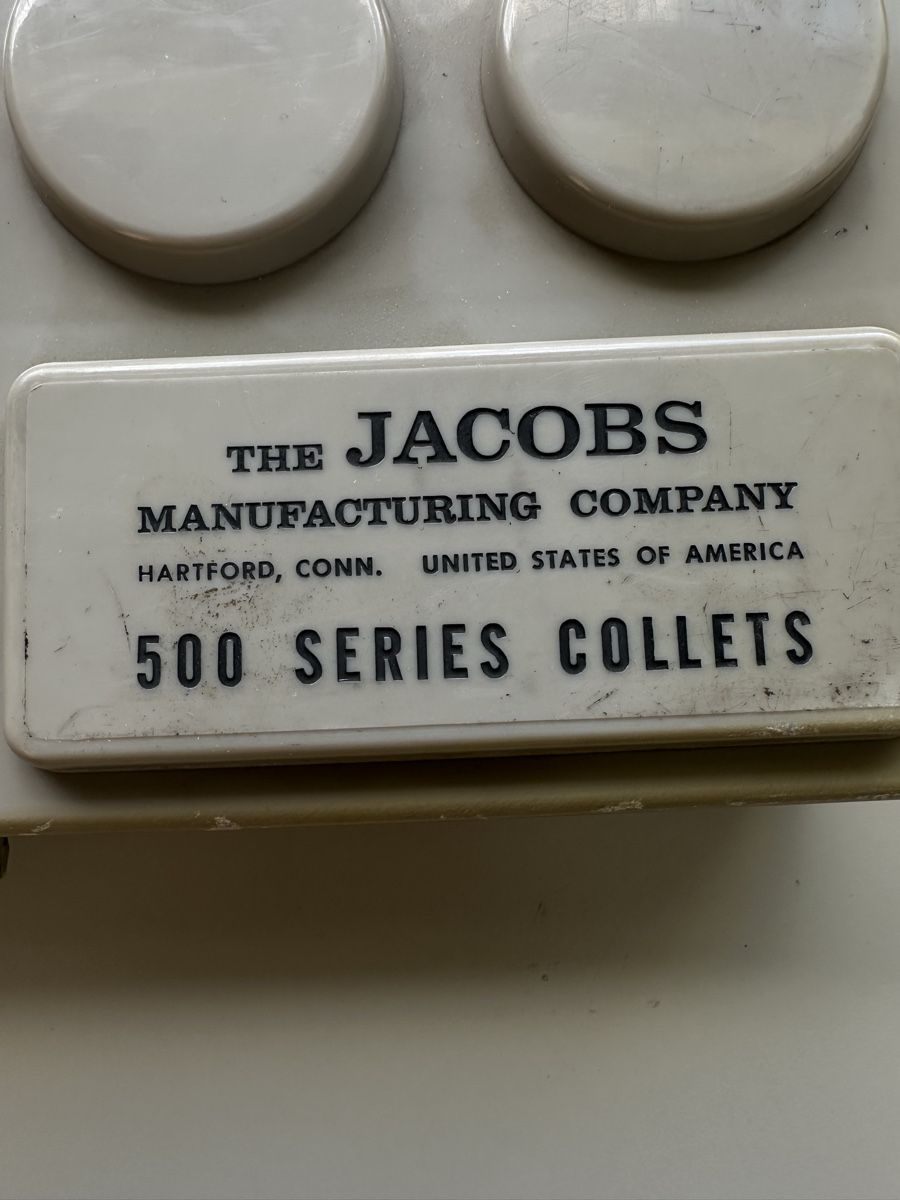 THE JACOBS
MANUFACTURING COMPANY
HARTFORD, CONN. UNITED STATES OF AMERICA
500 SERIES COLLETS